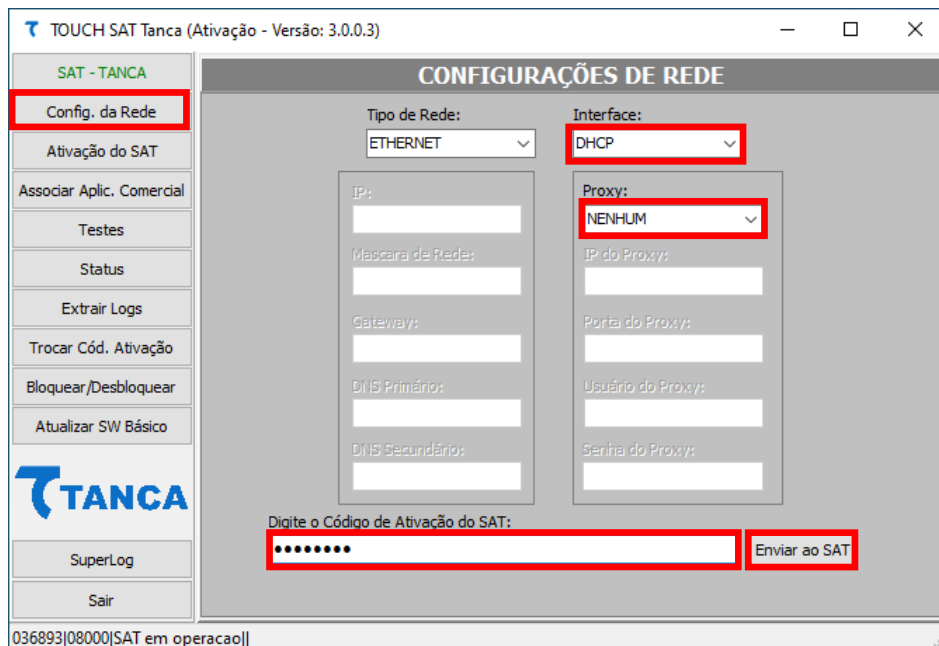 TOUCH SAT Tanca (Ativação - Versão: 3.0.0.3)
SAT - TANCA
Config. da Rede
Ativação do SAT
Associar Aplic. Comercial
Testes
Status
Extrair Logs
Trocar Cód. Ativação
Bloquear/Desbloquear
Atualizar SW Básico
TANCA
SuperLog
Sair
CONFIGURAÇÕES DE REDE
Tipo de Rede:
ETHERNET
Interface:
DHCP
IP:
Mascara de Rede:
Gateway:
DNS Primário:
DNS Secundário:
Proxy:
NENHUM
IP do Proxy:
Porta do Proxy:
Usuário do Proxy:
Senha do Proxy:
Digite o Código de Ativação do SAT:
••••••••
Enviar ao SAT
036893|08000|SAT em operacao||